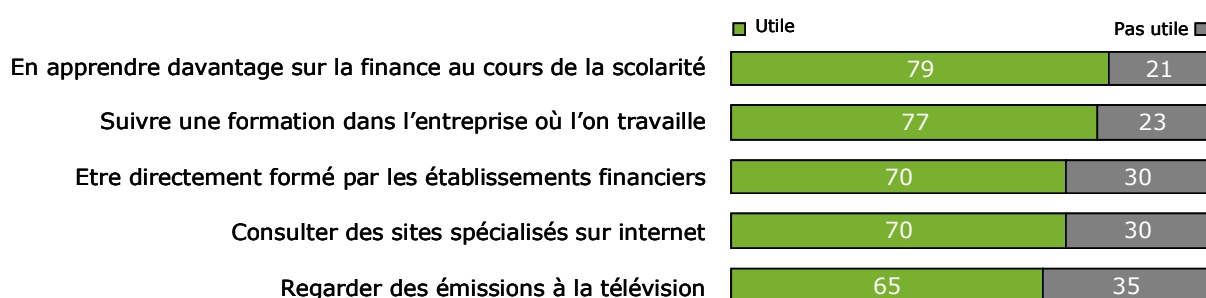 Utile Pas utile
En apprendre davantage sur la finance au cours de la scolarité 79 21
Suivre une formation dans l’entreprise où l’on travaille 77 23
Etre directement formé par les établissements financiers 70 30
Consulter des sites spécialisés sur internet 70 30
Regarder des émissions à la télévision 65 35